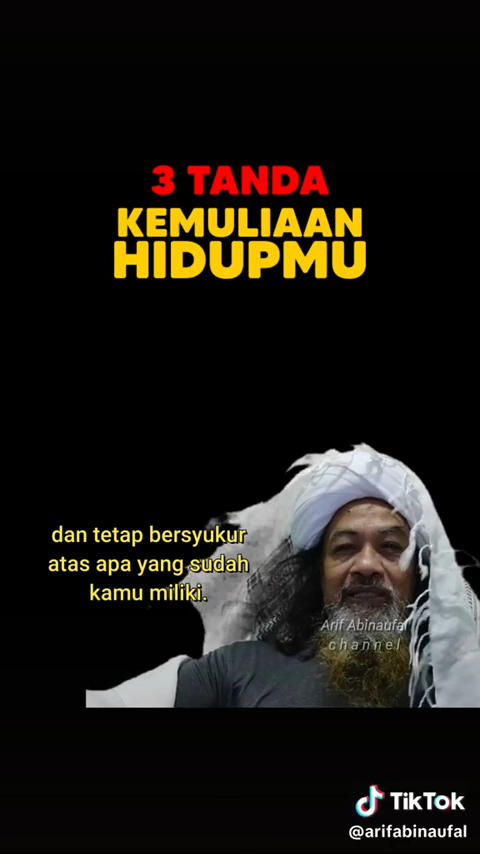 3 TANDA
KEMULIAAN
HIDUPMU
dan tetap bersyukur
atas apa yang sudah
kamu miliki.
Arif Abinaufal
channel
TikTok
@arifabinaufal